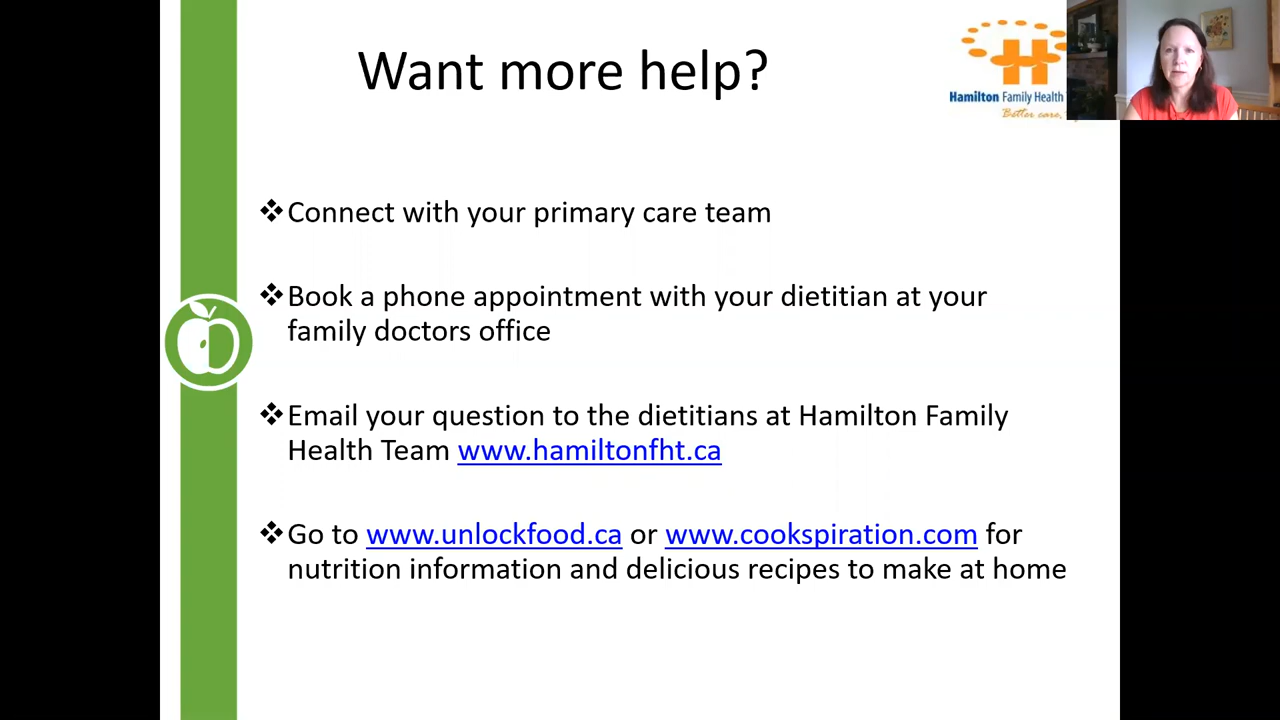 Want more help?
Hamilton Family Health
Better care,
❖Connect with your primary care team
❖Book a phone appointment with your dietitian at your
family doctors office
❖Email your question to the dietitians at Hamilton Family
Health Team www.hamiltonfht.ca
❖Go to www.unlockfood.ca or www.cookspiration.com for
nutrition information and delicious recipes to make at home